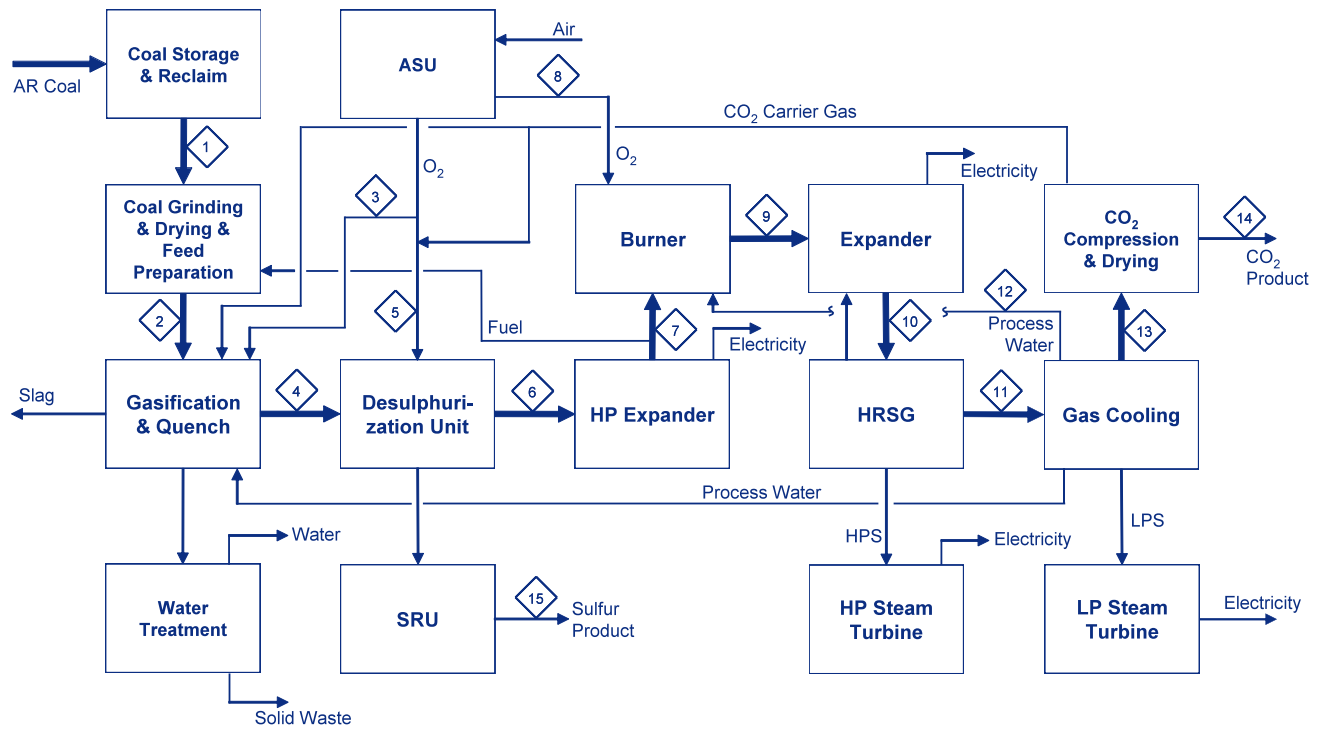 Coal Storage
& Reclaim
AR Coal
ASU
Air
8
CO2 Carrier Gas
1
O2
O2
Electricity
3
Coal Grinding
& Drying &
Feed
Preparation
Burner
9
Expander
CO2
Compression
& Drying
14
CO2
Product
2
5
Fuel
7
Electricity
10
12
Process
Water
13
Slag
Gasification
& Quench
4
Desulphuri-
zation Unit
6
HP Expander
HRSG
11
Gas Cooling
Process Water
Water
HPS
Electricity
LPS
Water
Treatment
SRU
15
Sulfur
Product
HP Steam
Turbine
LP Steam
Turbine
Electricity
Solid Waste